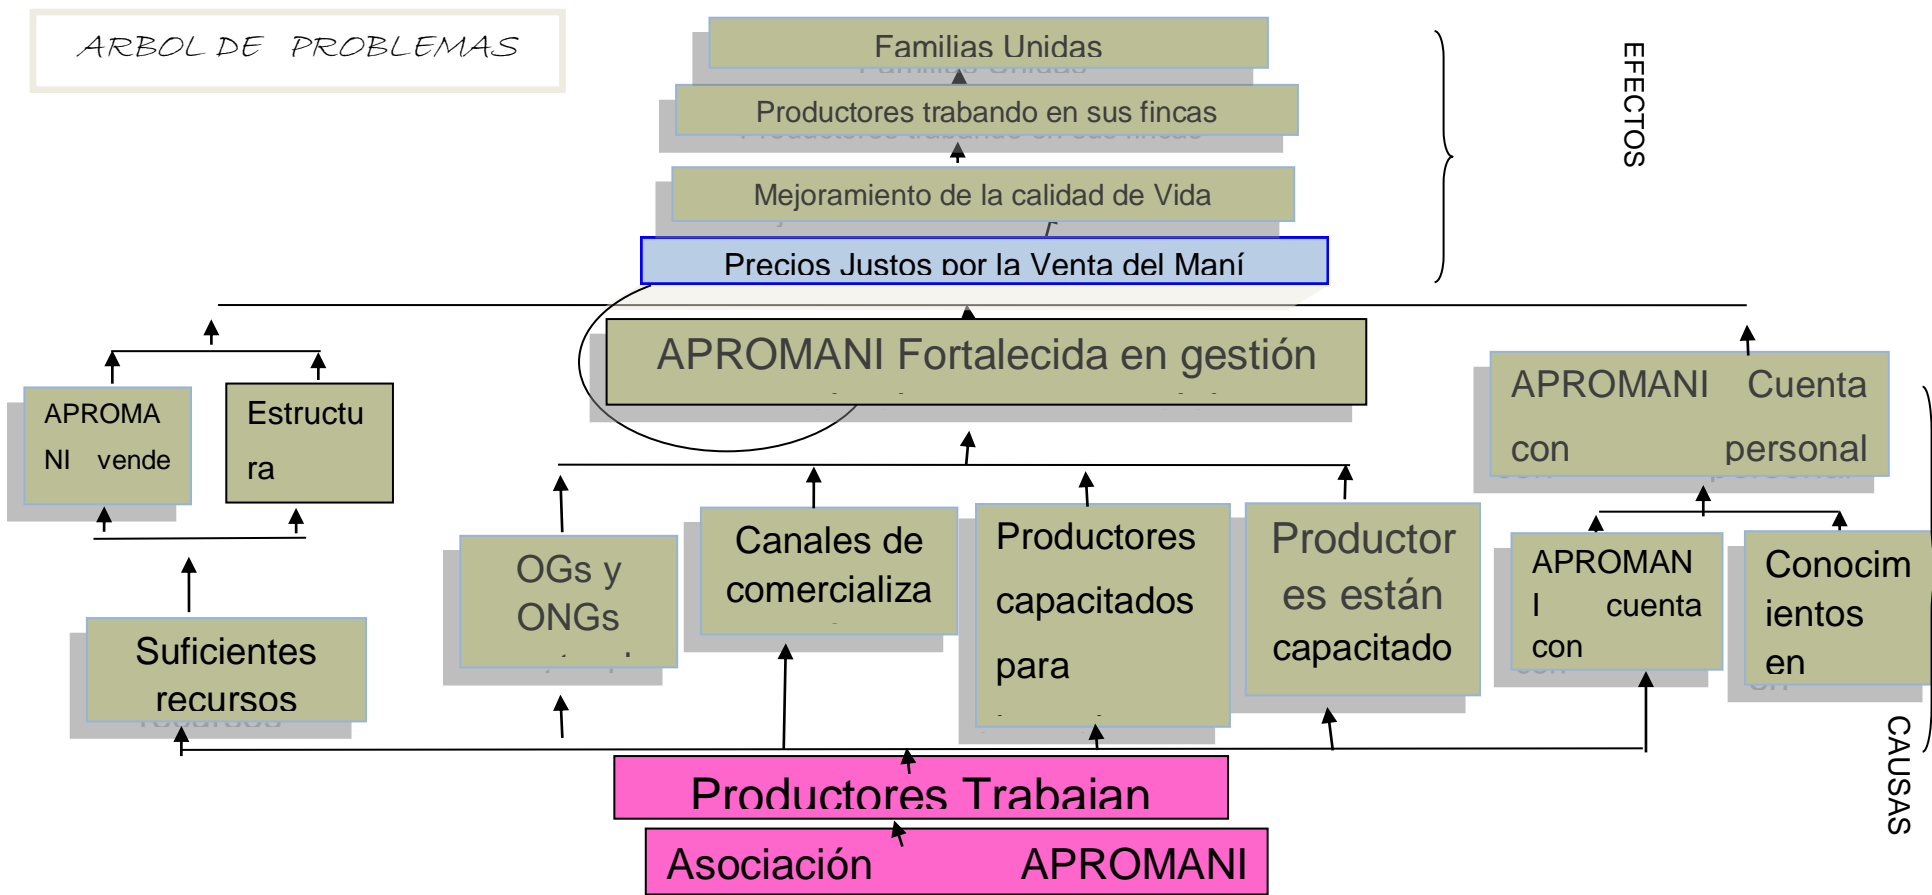 ARBOL DE PROBLEMAS
Familias Unidas
Productores trabando en sus fincas
Mejoramiento de la calidad de Vida
Precios Justos por la Venta del Maní
EFECTOS
APROMANI Fortalecida en gestión
APROMA
NI vende
Estructu
ra
APROMANI Cuenta
con personal
OGs y
ONGs
Canales de
comercializa
Productores
capacitados
para
Productor
es están
capacitado
APROMAN
I cuenta
con
Conocim
ientos
en
Suficientes
recursos
CAUSAS
Productores Trabajan
Asociación APROMANI